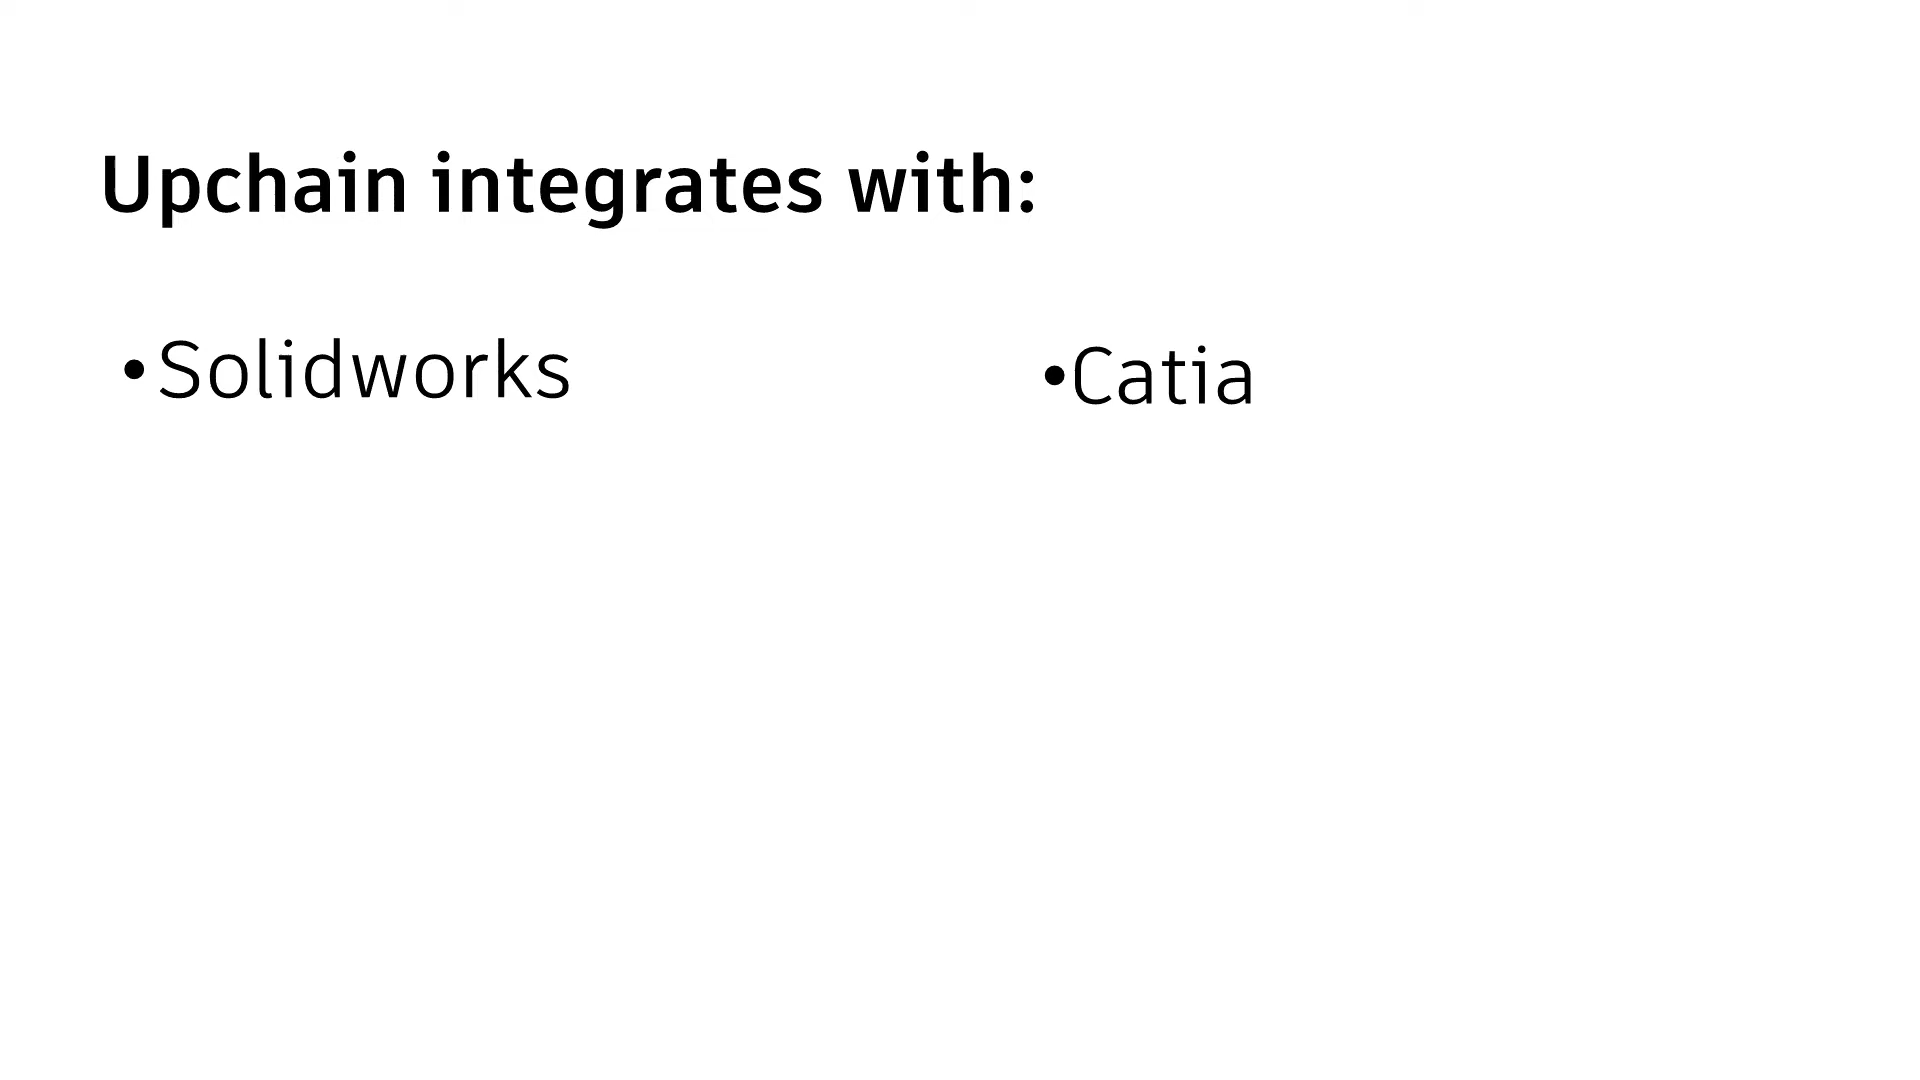 Upchain integrates with:
•Solidworks
•Catia